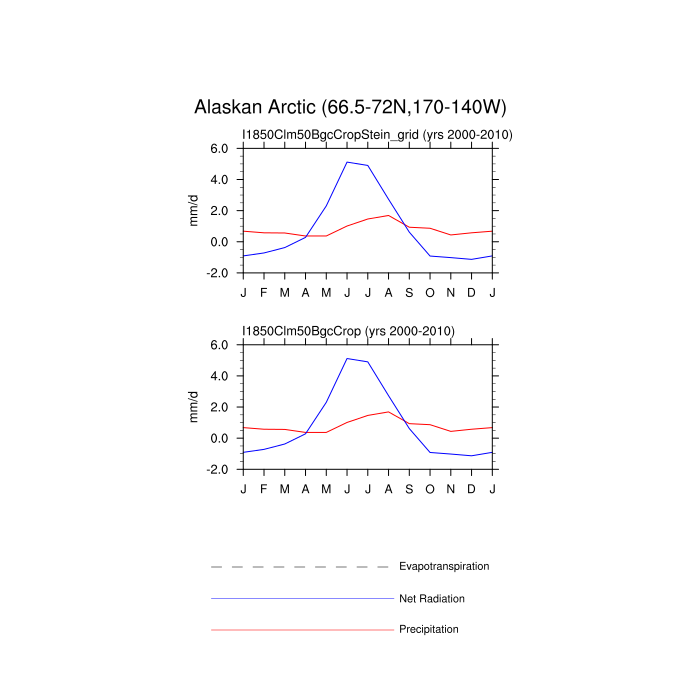 Alaskan Arctic (66.5-72N,170-140W)
I1850Clm50BgcCropStein_grid (yrs 2000-2010)
6.0
4.0
2.0
0.0
-2.0
mm/d
J F M A M J J A S O N D J
I1850Clm50BgcCrop (yrs 2000-2010)
6.0
4.0
2.0
0.0
-2.0
mm/d
J F M A M J J A S O N D J
Evapotranspiration
Net Radiation
Precipitation